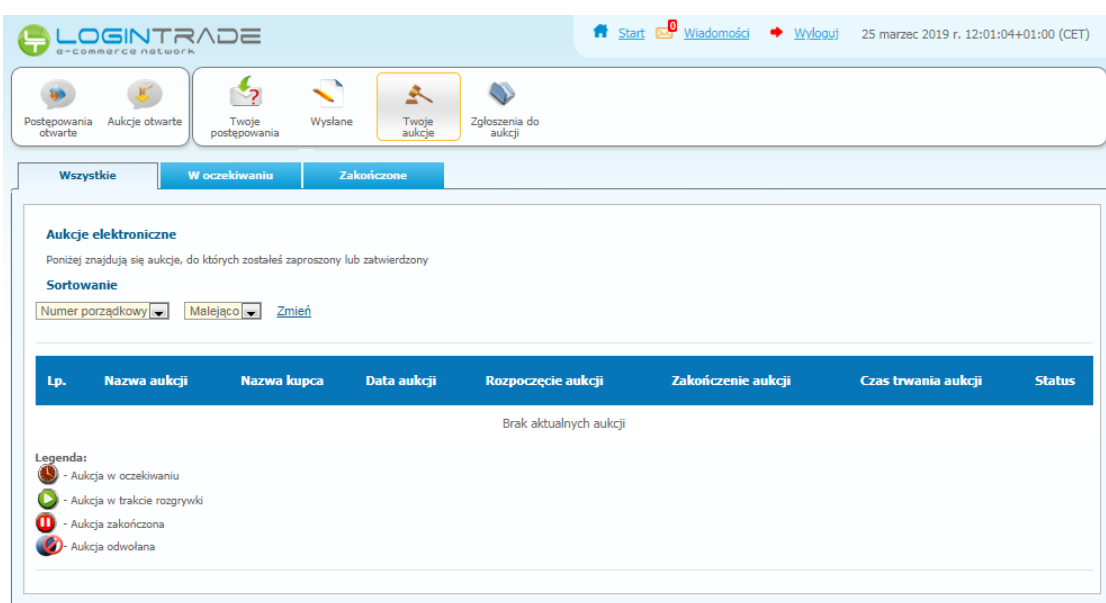 LOGINTRADE
e-commerce network
Start 0 Wiadomości Wyloguj 25 marzec 2019 r. 12:01:04+01:00 (CET)
Postępowania otwarte
Aukcje otwarte
Twoje postępowania
Wysłane
Twoje aukcje
Zgłoszenia do aukcji
Wszystkie W oczekiwaniu Zakończone
Aukcje elektroniczne
Poniżej znajdują się aukcje, do których zostałeś zaproszony lub zatwierdzony
Sortowanie
Numer porządkowy Malejąco Zmień
Lp. Nazwa aukcji Nazwa kupca Data aukcji Rozpoczęcie aukcji Zakończenie aukcji Czas trwania aukcji Status
Brak aktualnych aukcji
Legenda:
- Aukcja w oczekiwaniu
- Aukcja w trakcie rozgrywki
- Aukcja zakończona
- Aukcja odwołana